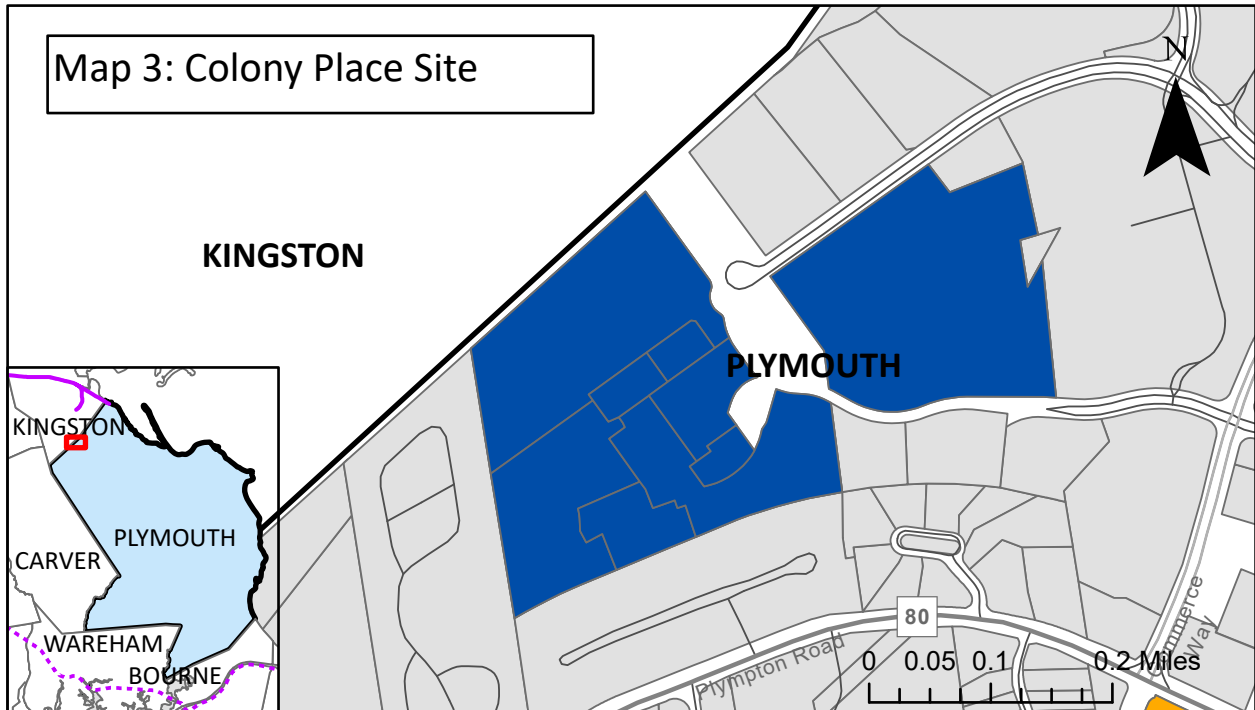 Map 3: Colony Place Site
N
KINGSTON
PLYMOUTH
KINGSTON
PLYMOUTH
CARVER
WAREHAM
BOURNE
80
Plympton Road
Commerce
Way
0 0.05 0.1 0.2 Miles